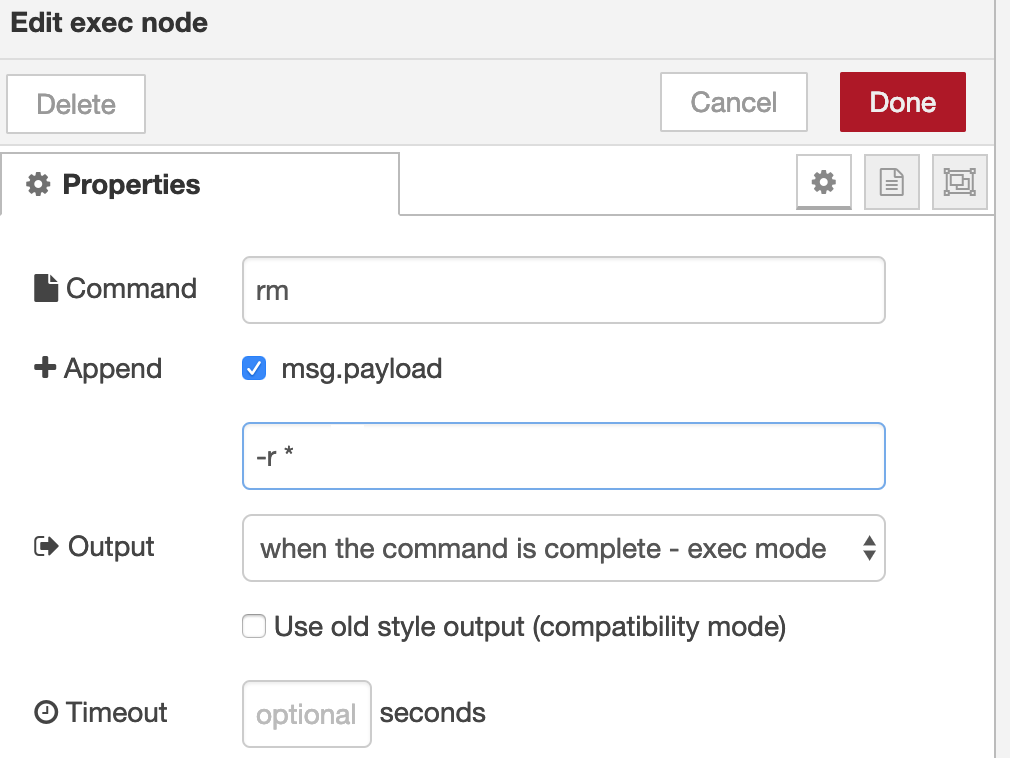 Edit exec node
Delete Cancel Done
Properties
Command rm
Append msg.payload
-r *
Output when the command is complete - exec mode
Use old style output (compatibility mode)
Timeout optional seconds